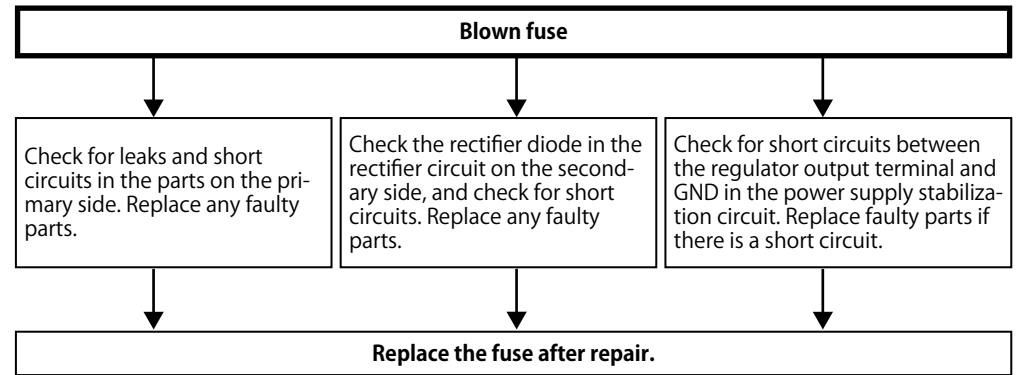 Blown fuse
Check for leaks and short
circuits in the parts on the pri-
mary side. Replace any faulty
parts.
Check the rectifier diode in the
rectifier circuit on the second-
ary side, and check for short
circuits. Replace any faulty
parts.
Check for short circuits between
the regulator output terminal and
GND in the power supply stabiliza-
tion circuit. Replace faulty parts if
there is a short circuit.
Replace the fuse after repair.